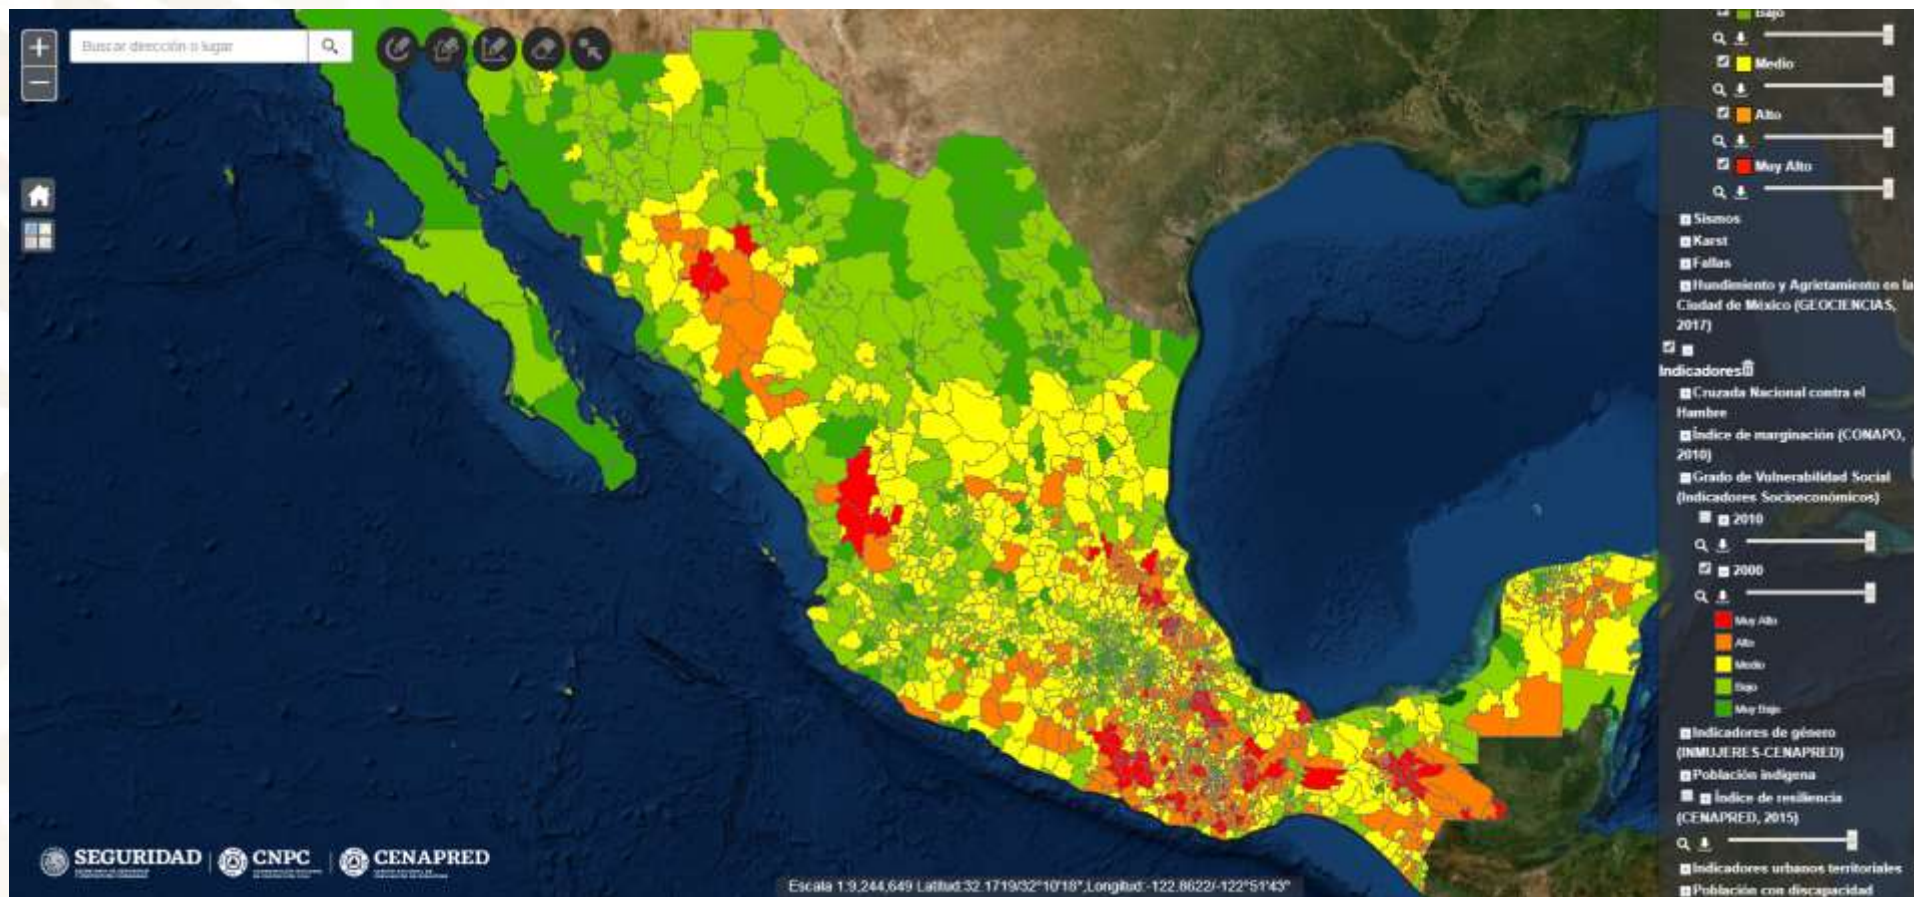 Buscar dirección o lugar
Bajo
Medio
Alto
Muy Alto
Sismos
Karst
Fallas
Hundimiento y Agrietamiento en la
Ciudad de México (GEOCIENCIAS,
2017)
Indicadores
Cruzada Nacional contra el
Hambre
Índice de marginación (CONAPO,
2010)
Grado de Vulnerabilidad Social
(Indicadores Socioeconómicos)
2010
2000
Muy Alto
Alto
Medio
Bajo
Muy Bajo
Indicadores de género
(INMUJERES-CENAPRED)
Población indígena
Índice de resiliencia
(CENAPRED, 2015)
Indicadores urbanos territoriales
Población con discapacidad
SEGURIDAD
CNPC
CENAPRED
Escala 1:9,244,649 Latitud:32.1719/32°10'18",Longitud:-122.8622/-122°51'43"